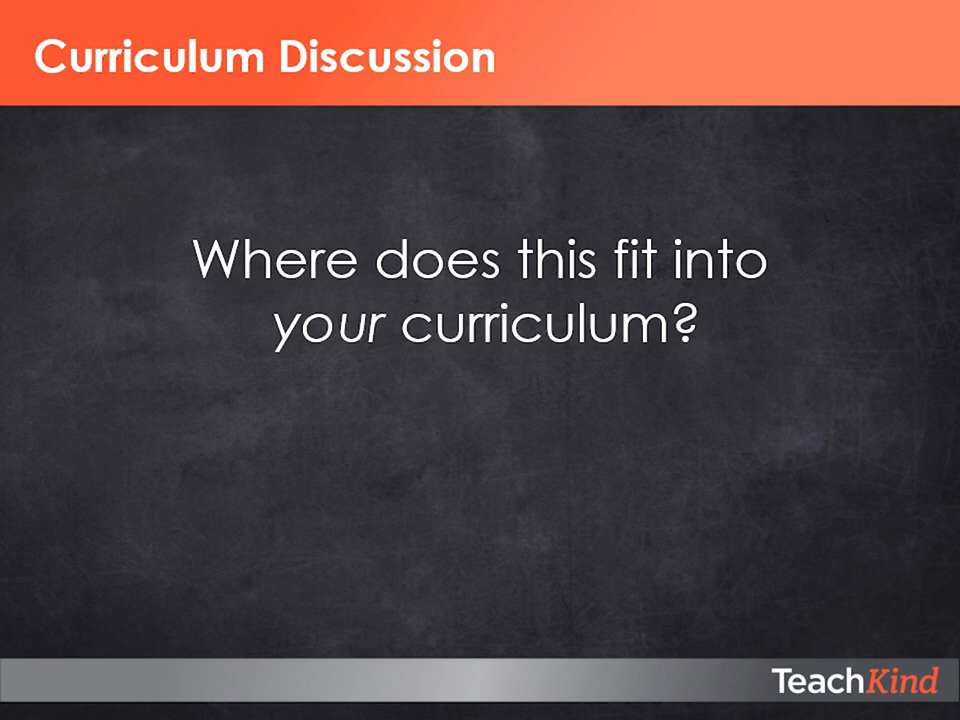 Curriculum Discussion
Where does this fit into
your curriculum?
TeachKind